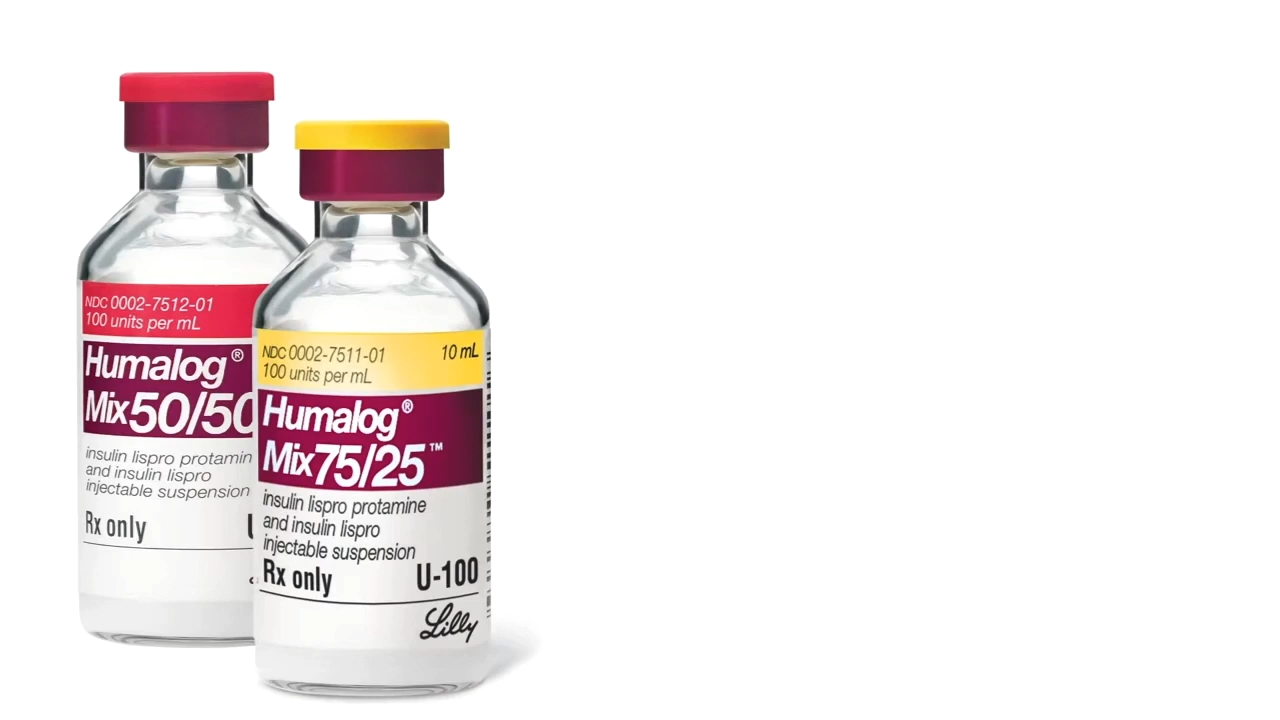 NDC 0002-7512-01
100 units per mL
Humalog®
Mix50/50
insulin lispro protamin
and insulin lispro
injectable suspension
Rx only
NDC 0002-7511-01 10 mL
100 units per mL
Humalog®
Mix75/25™
insulin lispro protamine
and insulin lispro
injectable suspension
Rx only U-100
Lilly